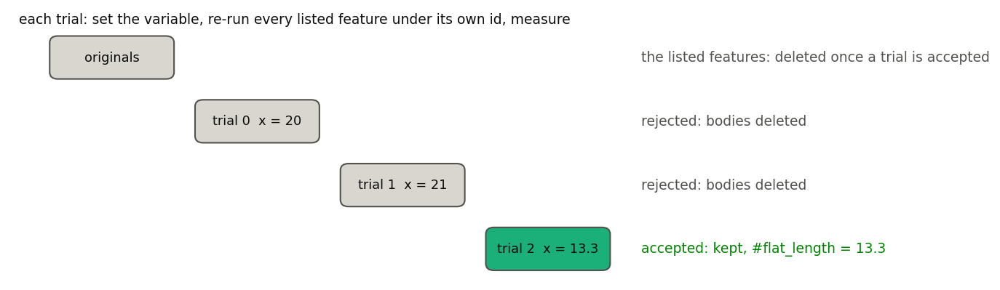 each trial: set the variable, re-run every listed feature under its own id, measure
originals
the listed features: deleted once a trial is accepted
trial 0  x = 20
rejected: bodies deleted
trial 1  x = 21
rejected: bodies deleted
trial 2  x = 13.3
accepted: kept, #flat_length = 13.3